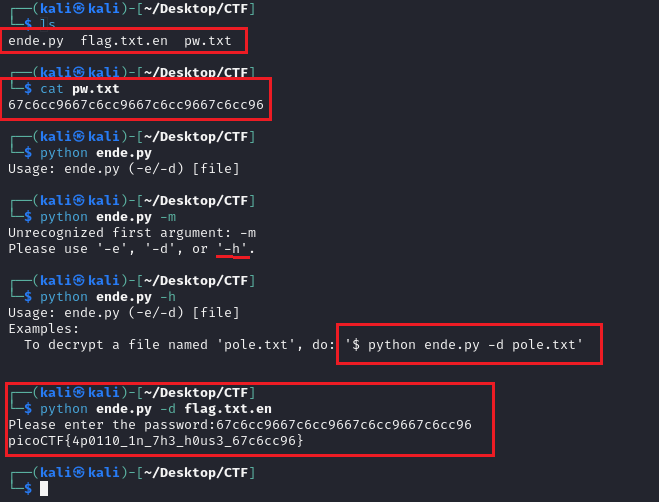 ┌──(kali㉿kali)-[~/Desktop/CTF]
└─$ ls
ende.py  flag.txt.en  pw.txt
┌──(kali㉿kali)-[~/Desktop/CTF]
└─$ cat pw.txt
67c6cc9667c6cc9667c6cc9667c6cc96
┌──(kali㉿kali)-[~/Desktop/CTF]
└─$ python ende.py
Usage: ende.py (-e/-d) [file]
┌──(kali㉿kali)-[~/Desktop/CTF]
└─$ python ende.py -m
Unrecognized first argument: -m
Please use '-e', '-d', or '-h'.
┌──(kali㉿kali)-[~/Desktop/CTF]
└─$ python ende.py -h
Usage: ende.py (-e/-d) [file]
Examples:
  To decrypt a file named 'pole.txt', do: '$ python ende.py -d pole.txt'
┌──(kali㉿kali)-[~/Desktop/CTF]
└─$ python ende.py -d flag.txt.en
Please enter the password:67c6cc9667c6cc9667c6cc9667c6cc96
picoCTF{4p0110_1n_7h3_h0us3_67c6cc96}
┌──(kali㉿kali)-[~/Desktop/CTF]
└─$